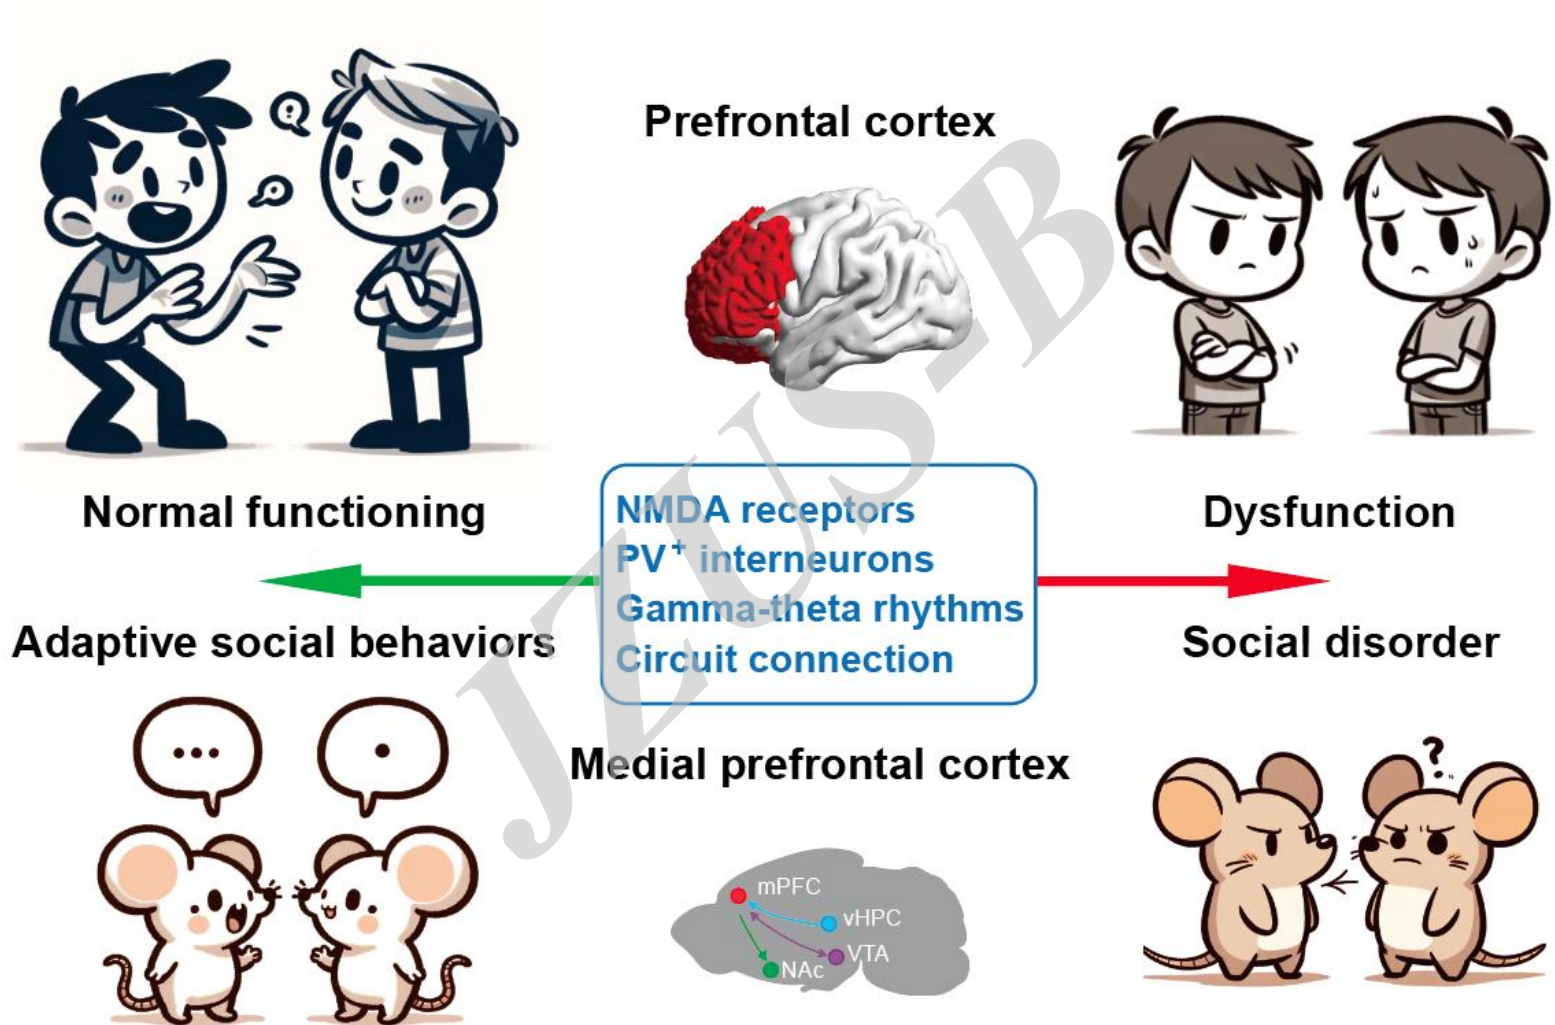 Prefrontal cortex
Normal functioning
NMDA receptors
PV⁺ interneurons
Gamma-theta rhythms
Circuit connection
Dysfunction
Adaptive social behaviors
Social disorder
Medial prefrontal cortex
...
.
?
mPFC
vHPC
VTA
NAc
JZUS-B